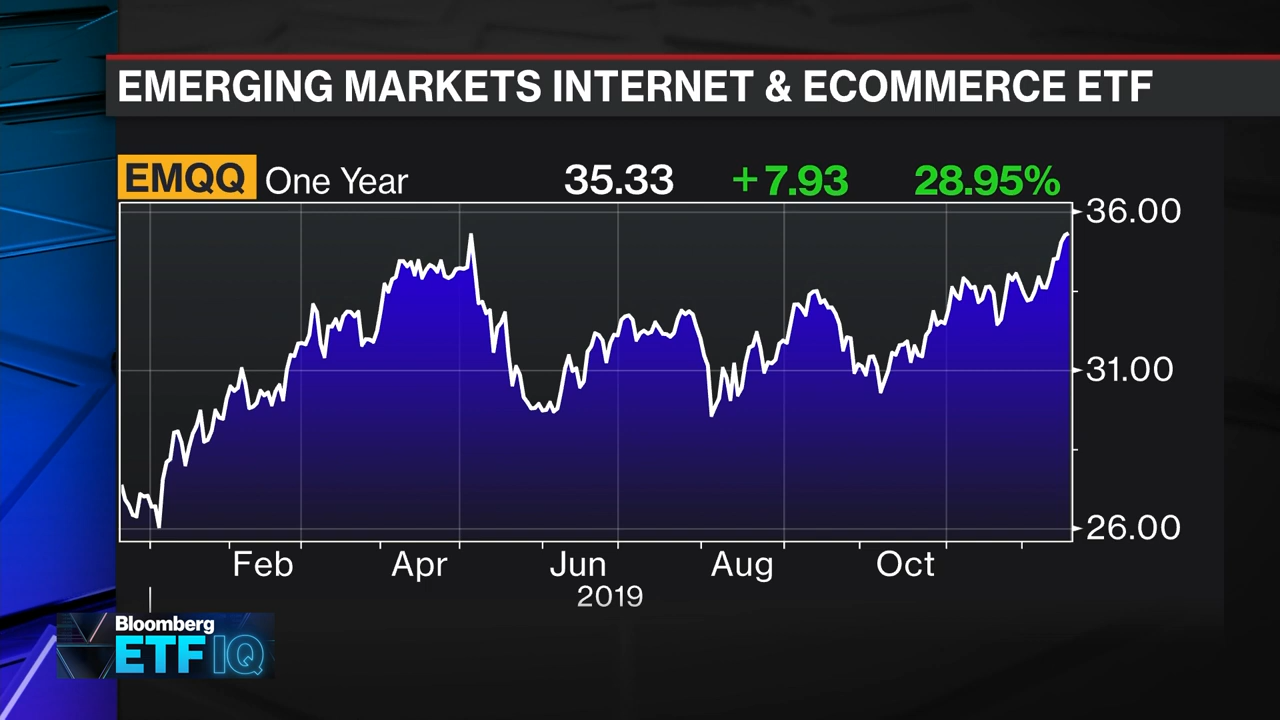 EMERGING MARKETS INTERNET & ECOMMERCE ETF
EMQQ One Year 35.33 +7.93 28.95%
36.00
31.00
26.00
Feb Apr Jun Aug Oct
2019
Bloomberg
ETF IQ